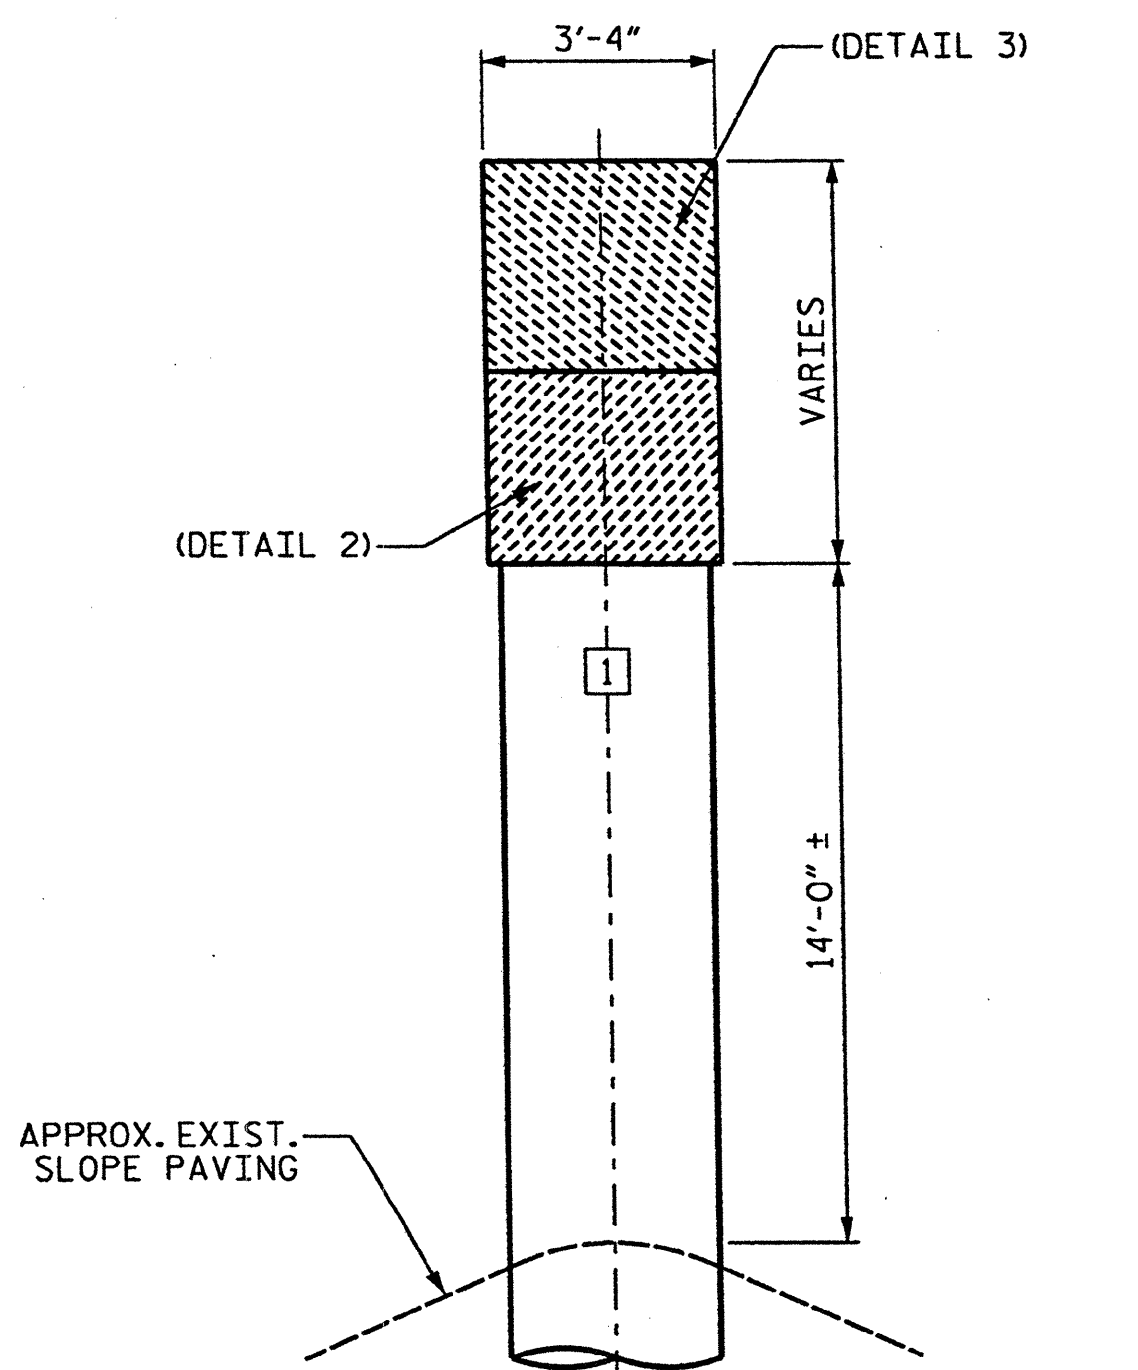 3'-4"
(DETAIL 3)
VARIES
(DETAIL 2)
1
14'-0" ±
APPROX. EXIST.
SLOPE PAVING